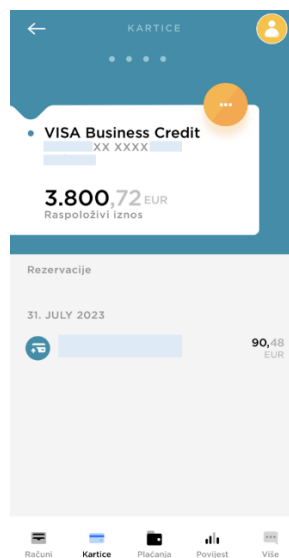 KARTICE
VISA Business Credit
XX XXXX
3.800,72 EUR
Raspoloživi iznos
Rezervacije
31. JULY 2023
90,48
EUR
Računi Kartice Plaćanja Povijest Više